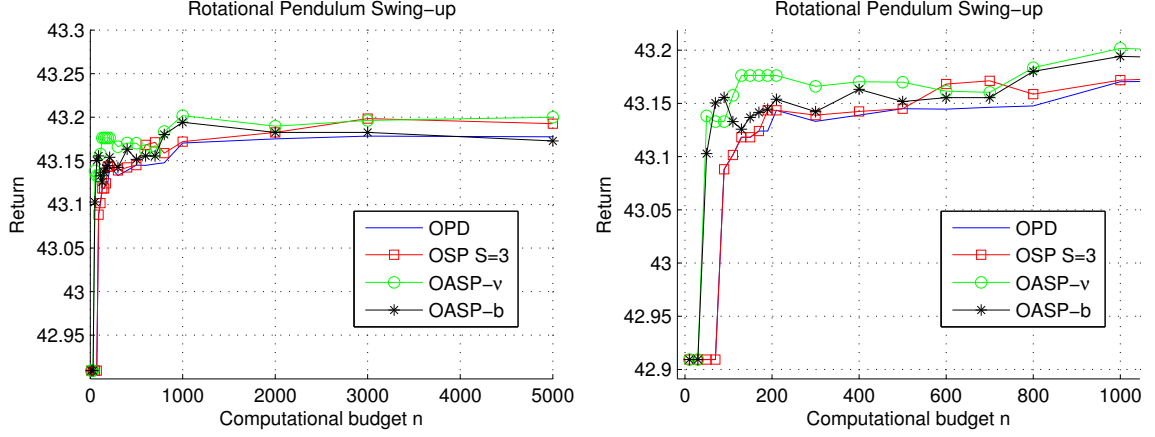 Rotational Pendulum Swing−up
43.3
43.25
43.2
43.15
43.1
43.05
43
42.95
Return
0
1000
2000
3000
4000
5000
Computational budget n
OPD
OSP S=3
OASP−ν
OASP−b
Rotational Pendulum Swing−up
43.2
43.15
43.1
43.05
43
42.95
42.9
Return
0
200
400
600
800
1000
Computational budget n
OPD
OSP S=3
OASP−ν
OASP−b